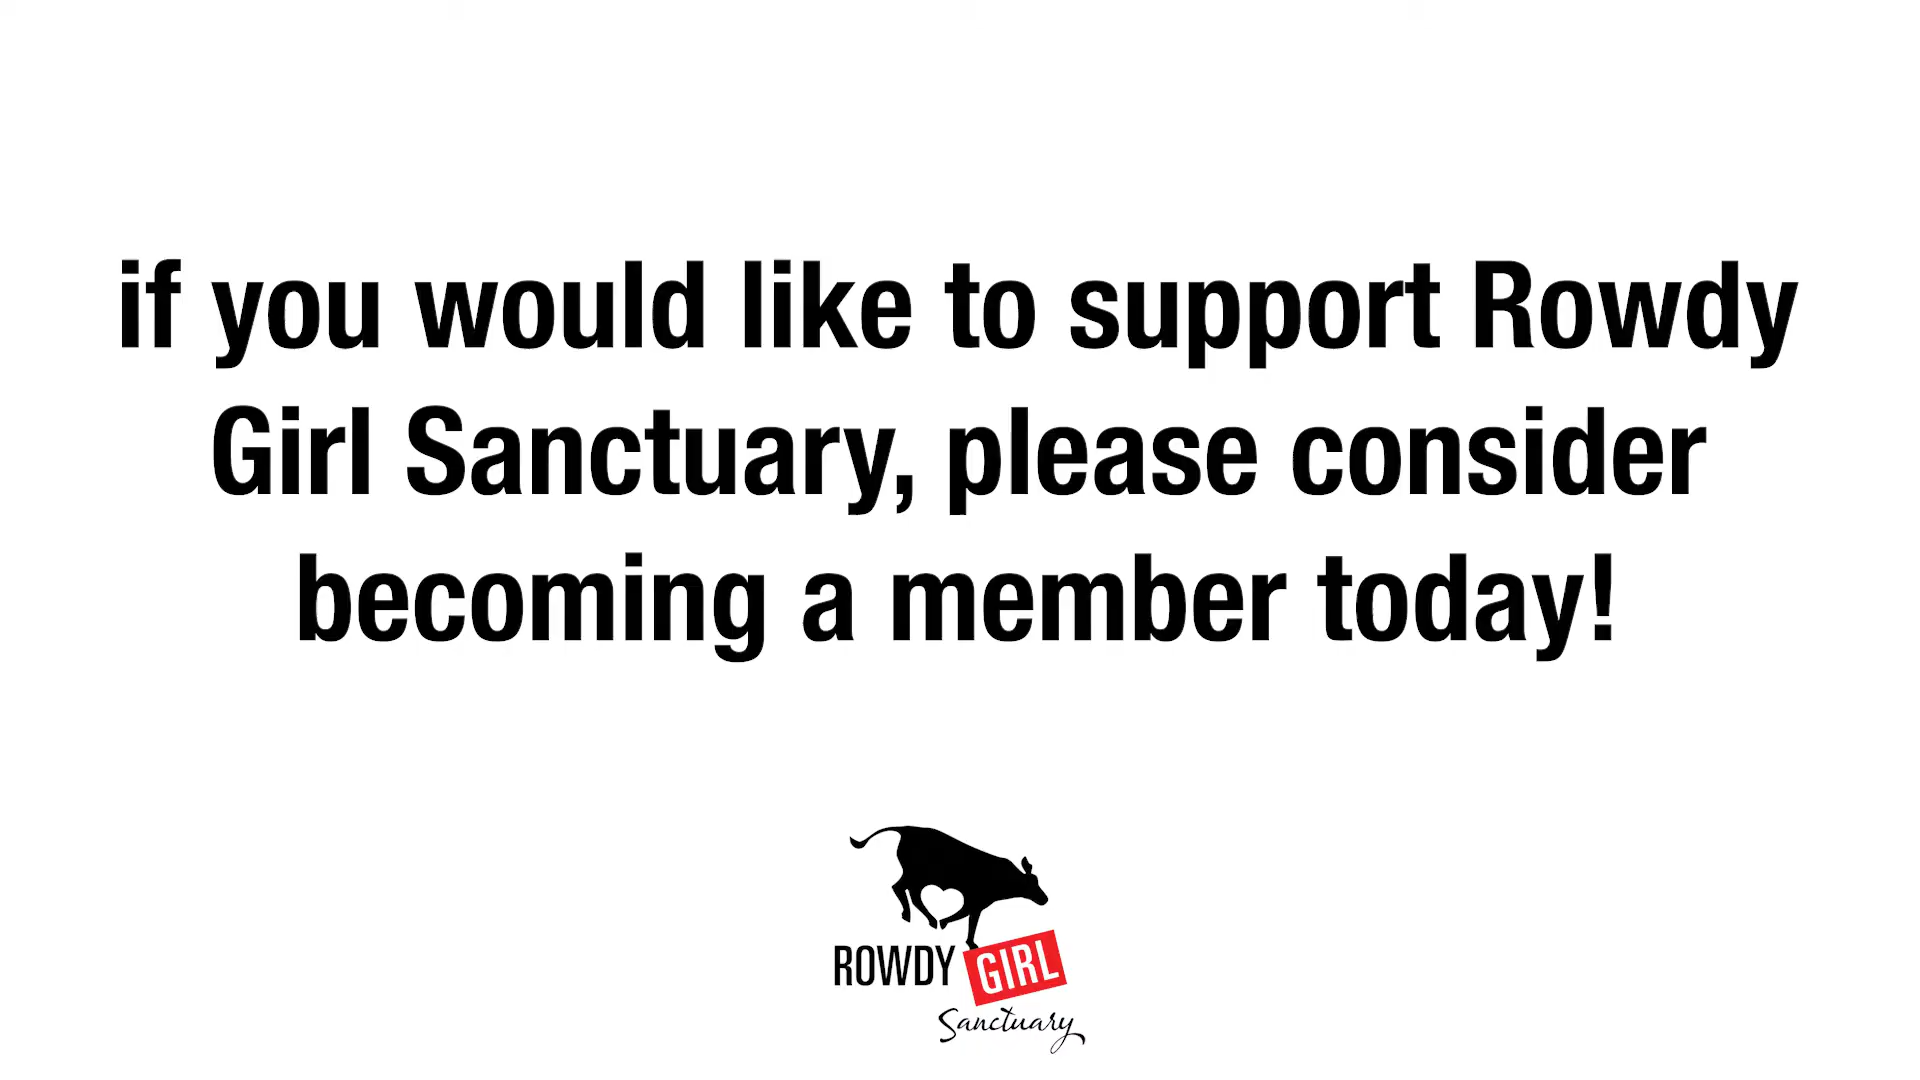 if you would like to support Rowdy
Girl Sanctuary, please consider
becoming a member today!
ROWDY GIRL
Sanctuary